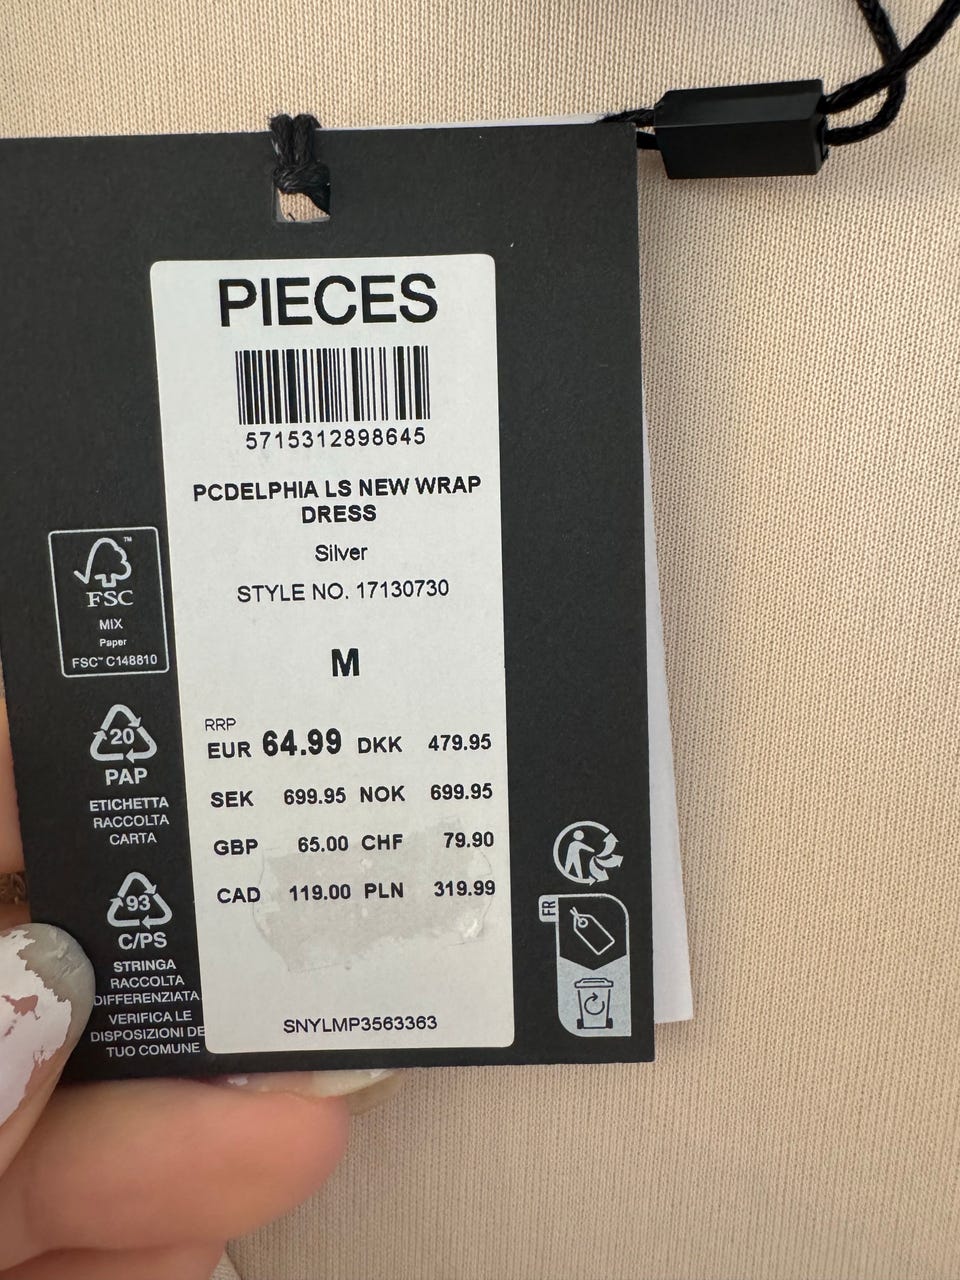 PIECES
5715312898645
PCDELPHIA LS NEW WRAP
DRESS
Silver
STYLE NO. 17130730
M
RRP
EUR 64.99 DKK 479.95
SEK 699.95 NOK 699.95
GBP 65.00 CHF 79.90
CAD 119.00 PLN 319.99
SNYLMP3563363
™
FSC
MIX
Paper
FSC™ C148810
20
PAP
ETICHETTA
RACCOLTA
CARTA
93
C/PS
STRINGA
RACCOLTA
DIFFERENZIATA
VERIFICA LE
DISPOSIZIONI DE
TUO COMUNE
FR